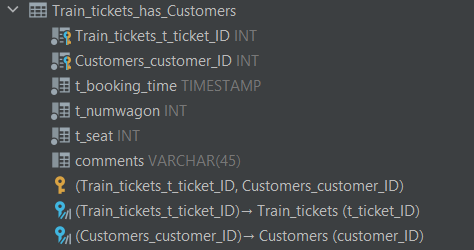 Train_tickets_has_Customers
Train_tickets_t_ticket_ID INT
Customers_customer_ID INT
t_booking_time TIMESTAMP
t_numwagon INT
t_seat INT
comments VARCHAR(45)
(Train_tickets_t_ticket_ID, Customers_customer_ID)
(Train_tickets_t_ticket_ID)→ Train_tickets (t_ticket_ID)
(Customers_customer_ID)→ Customers (customer_ID)